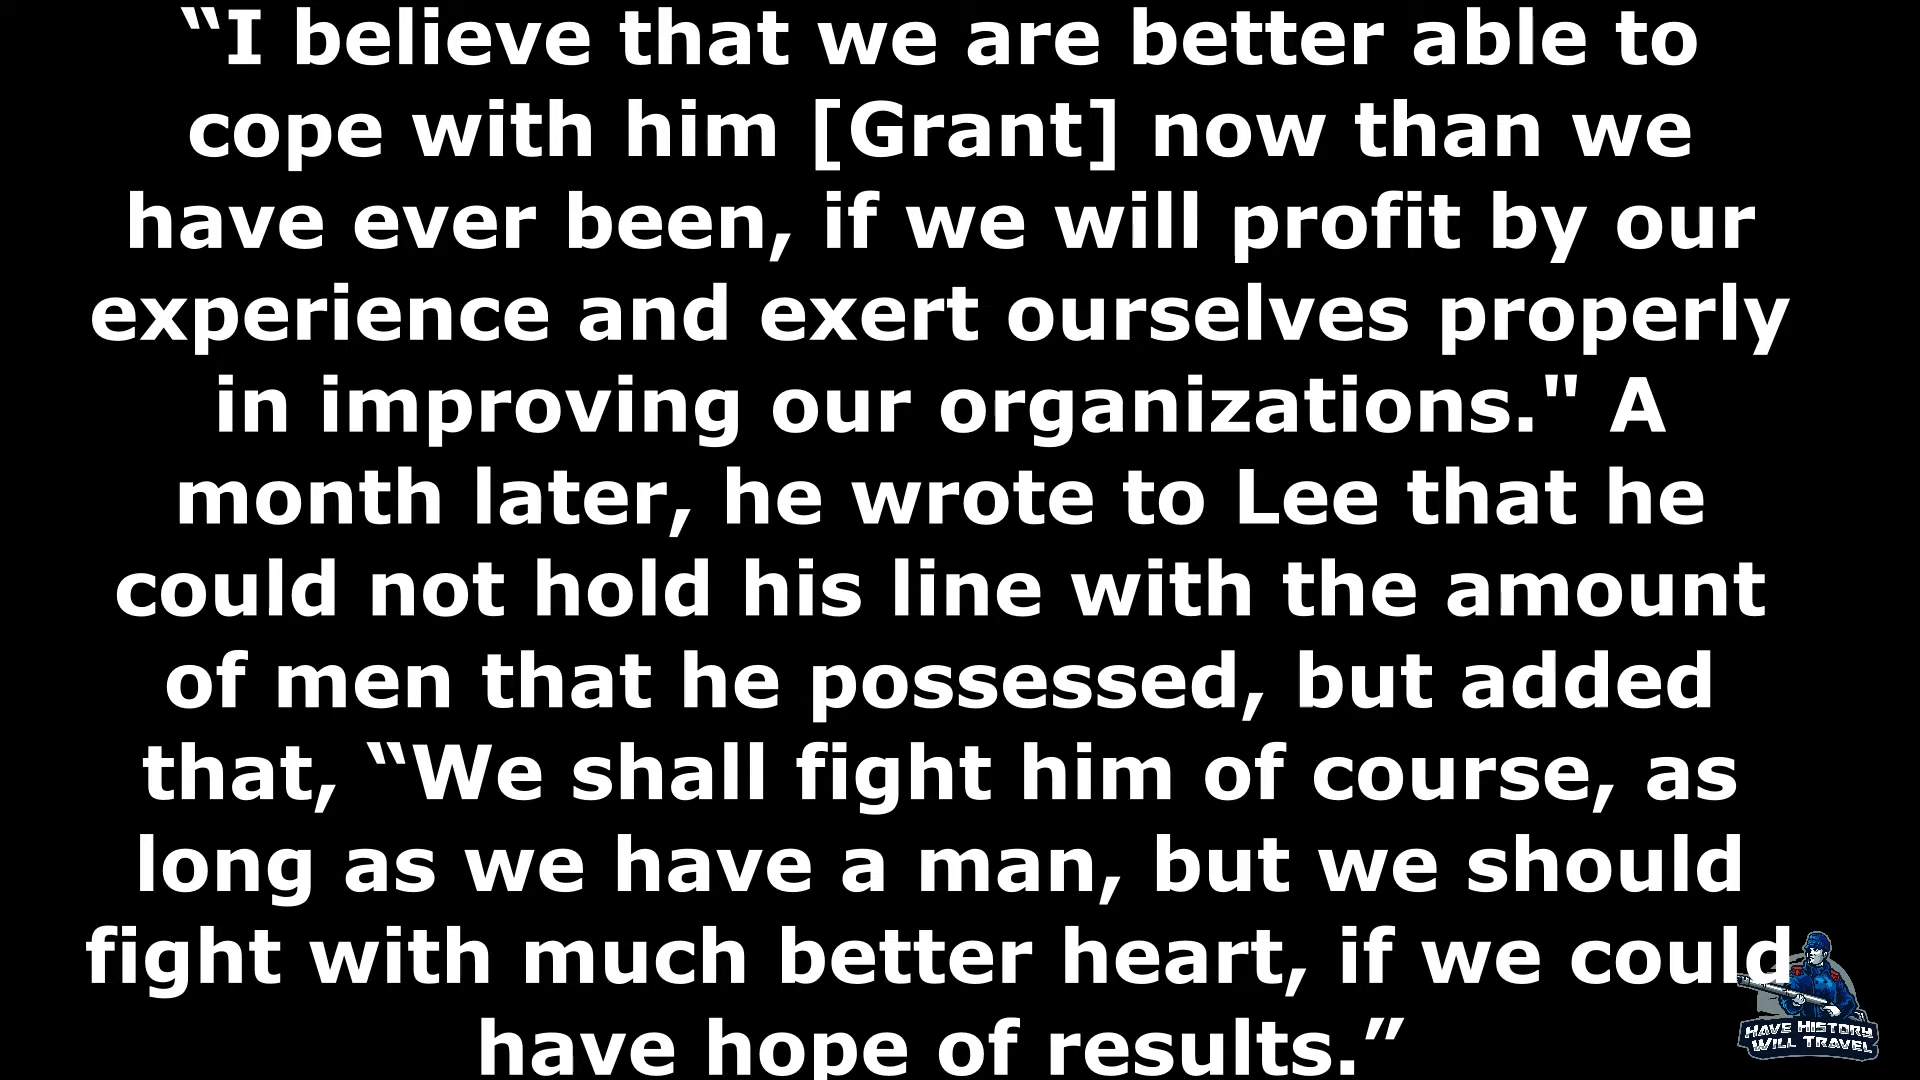 “I believe that we are better able to
cope with him [Grant] now than we
have ever been, if we will profit by our
experience and exert ourselves properly
in improving our organizations." A
month later, he wrote to Lee that he
could not hold his line with the amount
of men that he possessed, but added
that, “We shall fight him of course, as
long as we have a man, but we should
fight with much better heart, if we could
have hope of results.”
HAVE HISTORY
WILL TRAVEL